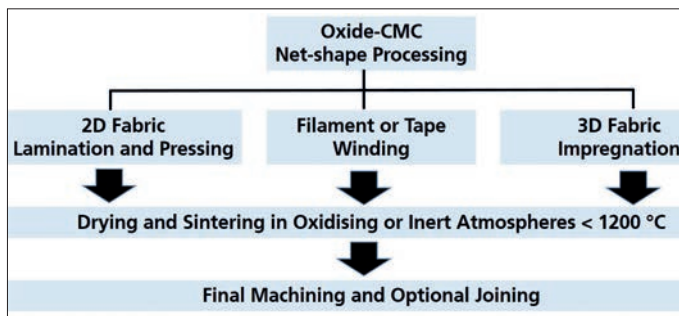 Oxide-CMC
Net-shape Processing
2D Fabric
Lamination and Pressing
Filament or Tape
Winding
3D Fabric
Impregnation
Drying and Sintering in Oxidising or Inert Atmospheres < 1200 °C
Final Machining and Optional Joining